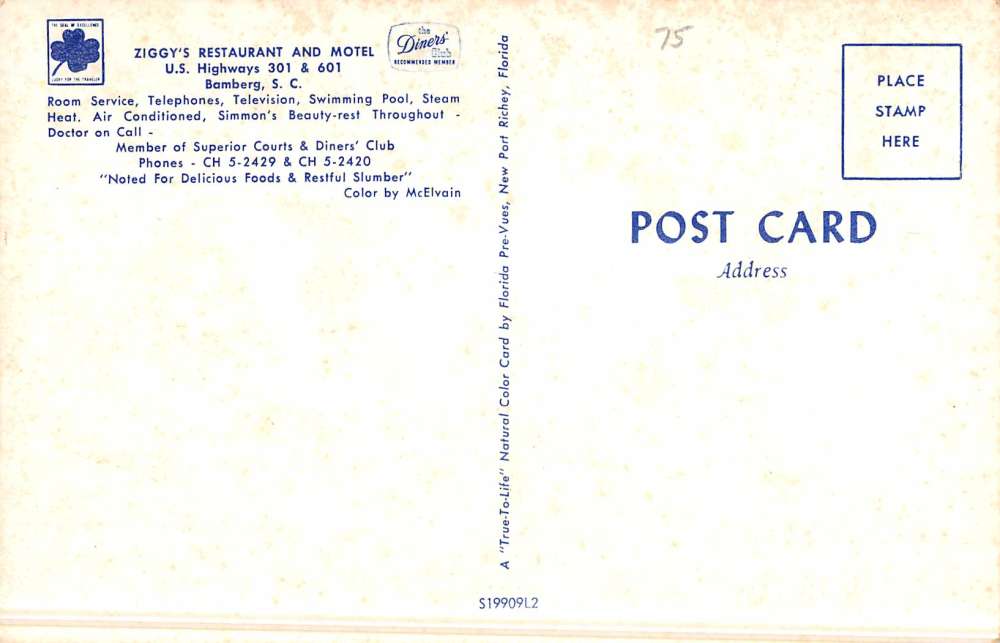 THE SEAL OF EXCELLENCE
LUCKY FOR THE TRAVELER
ZIGGY'S RESTAURANT AND MOTEL
U.S. Highways 301 & 601
Bamberg, S. C.
the
Diners'
Club
RECOMMENDED MEMBER
Room Service, Telephones, Television, Swimming Pool, Steam
Heat. Air Conditioned, Simmon's Beauty-rest Throughout -
Doctor on Call -
Member of Superior Courts & Diners' Club
Phones - CH 5-2429 & CH 5-2420
"Noted For Delicious Foods & Restful Slumber"
Color by McElvain
A "True-To-Life" Natural Color Card by Florida Pre-Vues, New Port Richey, Florida
S19909L2
75
PLACE
STAMP
HERE
POST CARD
Address